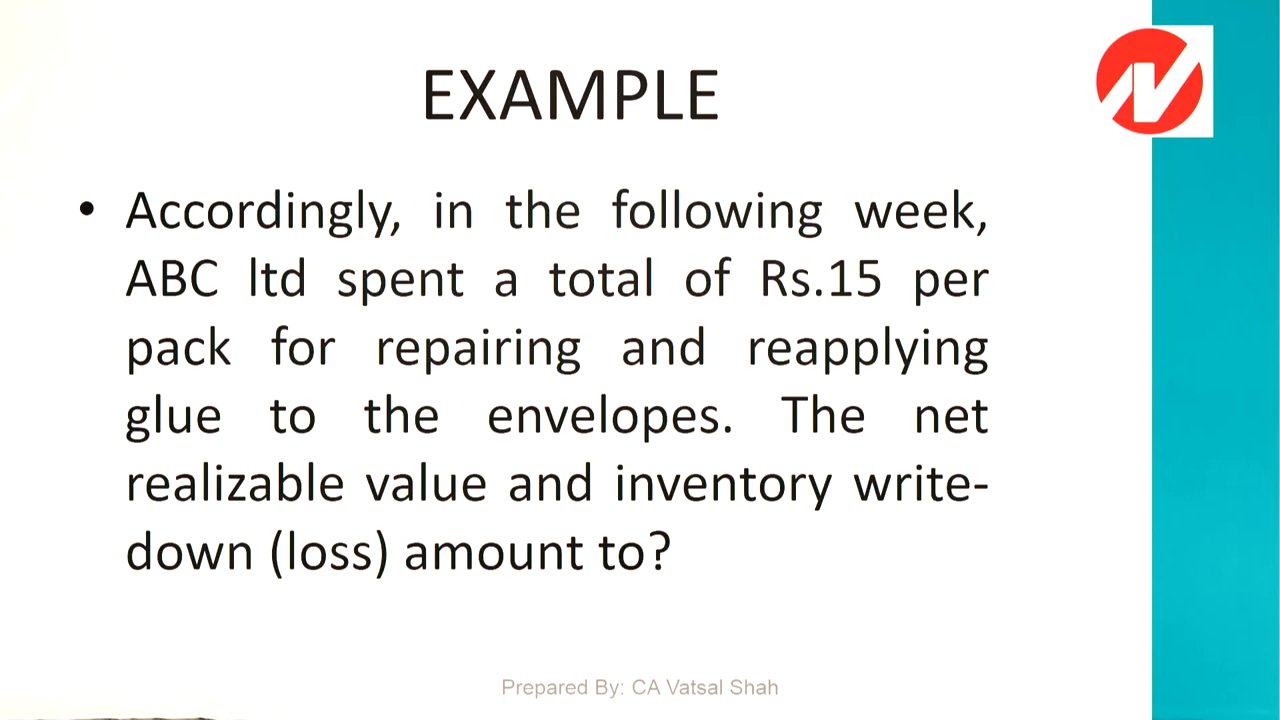 EXAMPLE
• Accordingly, in the following week,
ABC ltd spent a total of Rs.15 per
pack for repairing and reapplying
glue to the envelopes. The net
realizable value and inventory write-
down (loss) amount to?
Prepared By: CA Vatsal Shah